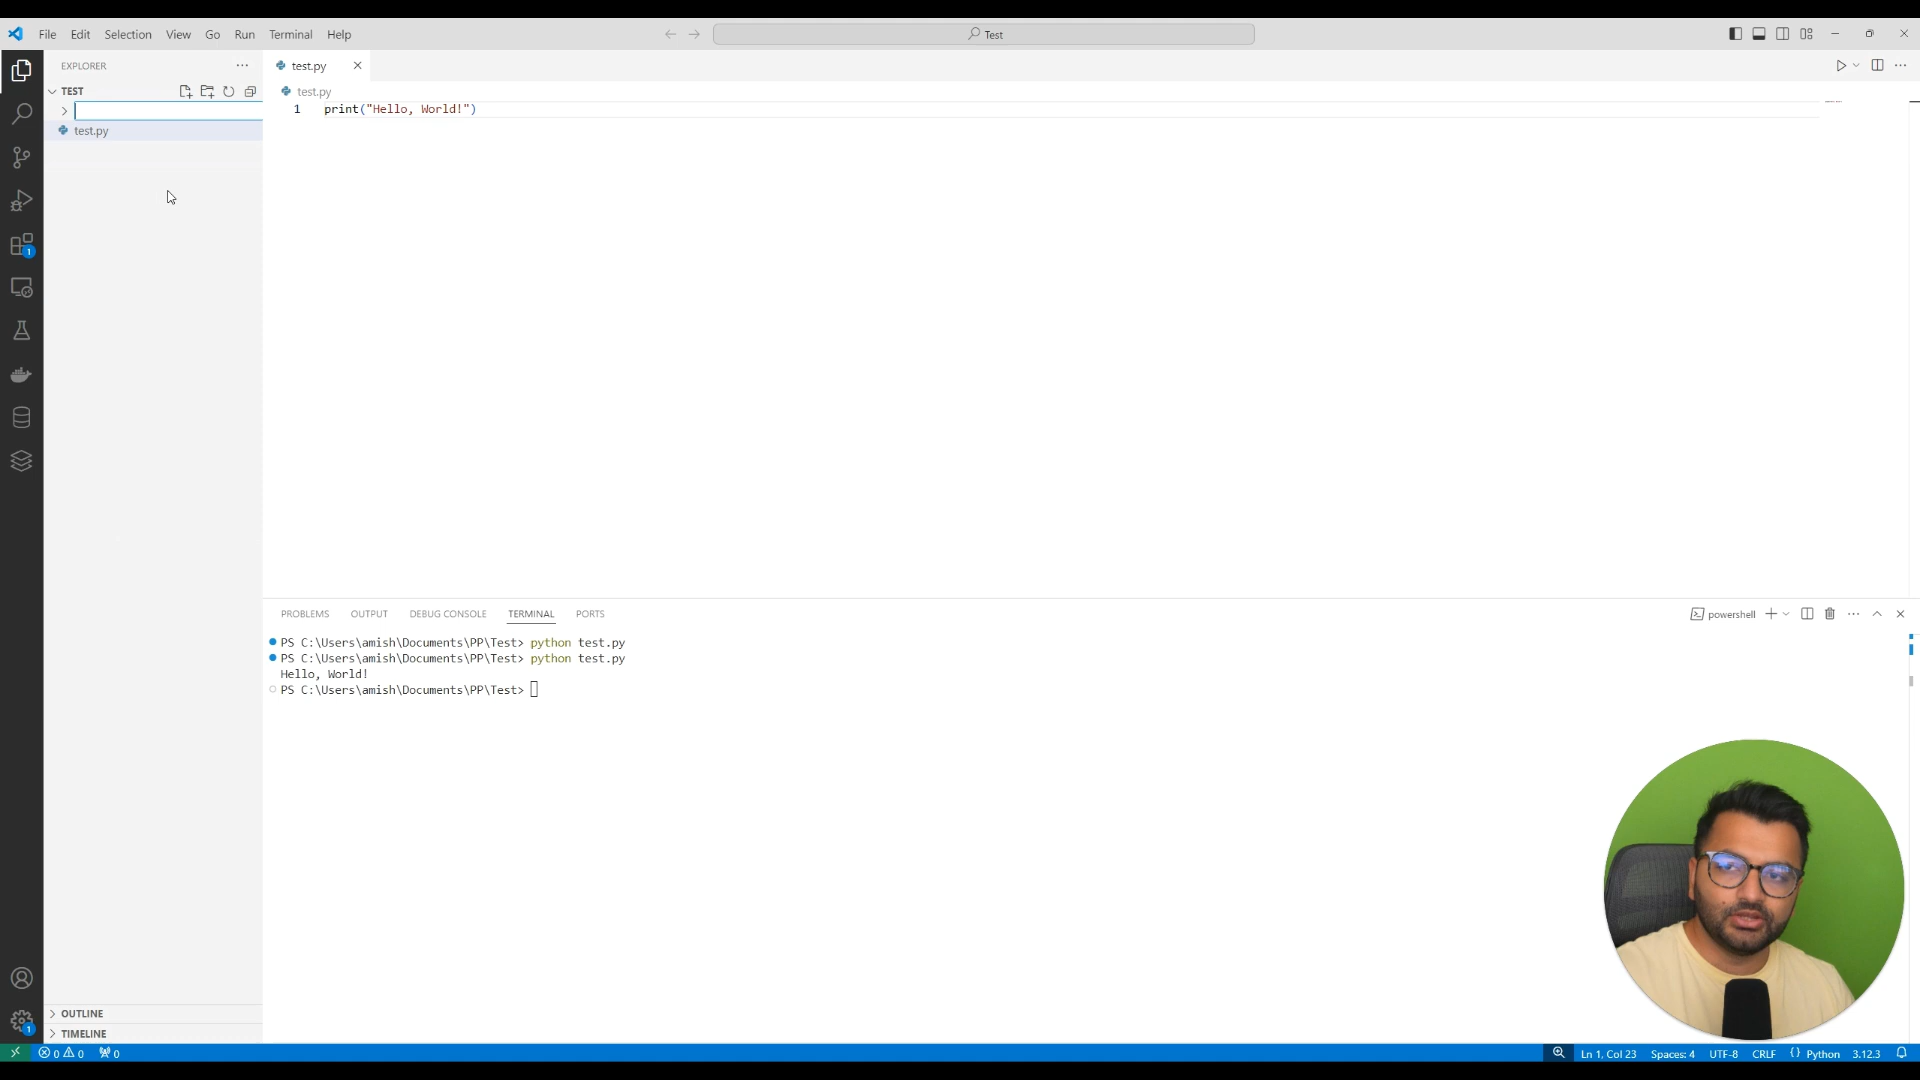 File Edit Selection View Go Run Terminal Help
Test
EXPLORER
test.py
TEST
test.py
1 print("Hello, World!")
test.py
1
PROBLEMS OUTPUT DEBUG CONSOLE TERMINAL PORTS
powershell
PS C:\Users\amish\Documents\PP\Test> python test.py
PS C:\Users\amish\Documents\PP\Test> python test.py
Hello, World!
PS C:\Users\amish\Documents\PP\Test>
OUTLINE
1
TIMELINE
0 0 0 Ln 1, Col 23 Spaces: 4 UTF-8 CRLF {} Python 3.12.3